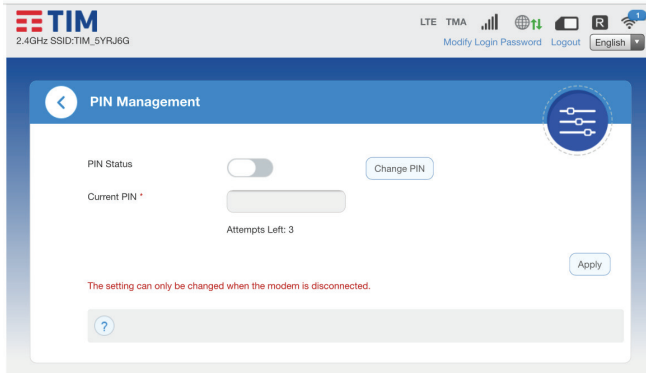 TIM
LTE TMA R 1
2.4GHz SSID:TIM_5YRJ6G
Modify Login Password Logout English
PIN Management
PIN Status
Change PIN
Current PIN *
Attempts Left: 3
Apply
The setting can only be changed when the modem is disconnected.
?